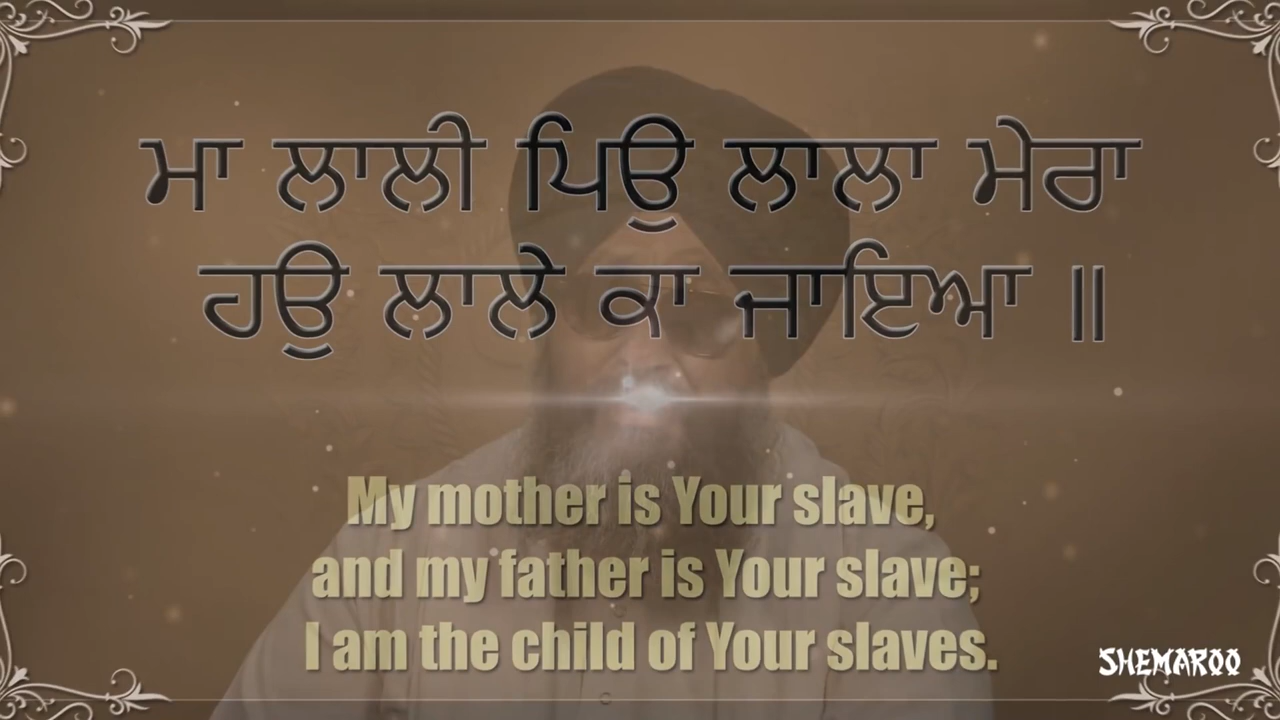 ਮਾ ਲਾਲੀ ਪਿਉ ਲਾਲਾ ਮੇਰਾ
ਹਉ ਲਾਲੇ ਕਾ ਜਾਇਆ ॥
My mother is Your slave,
and my father is Your slave;
I am the child of Your slaves.
SHEMAROO